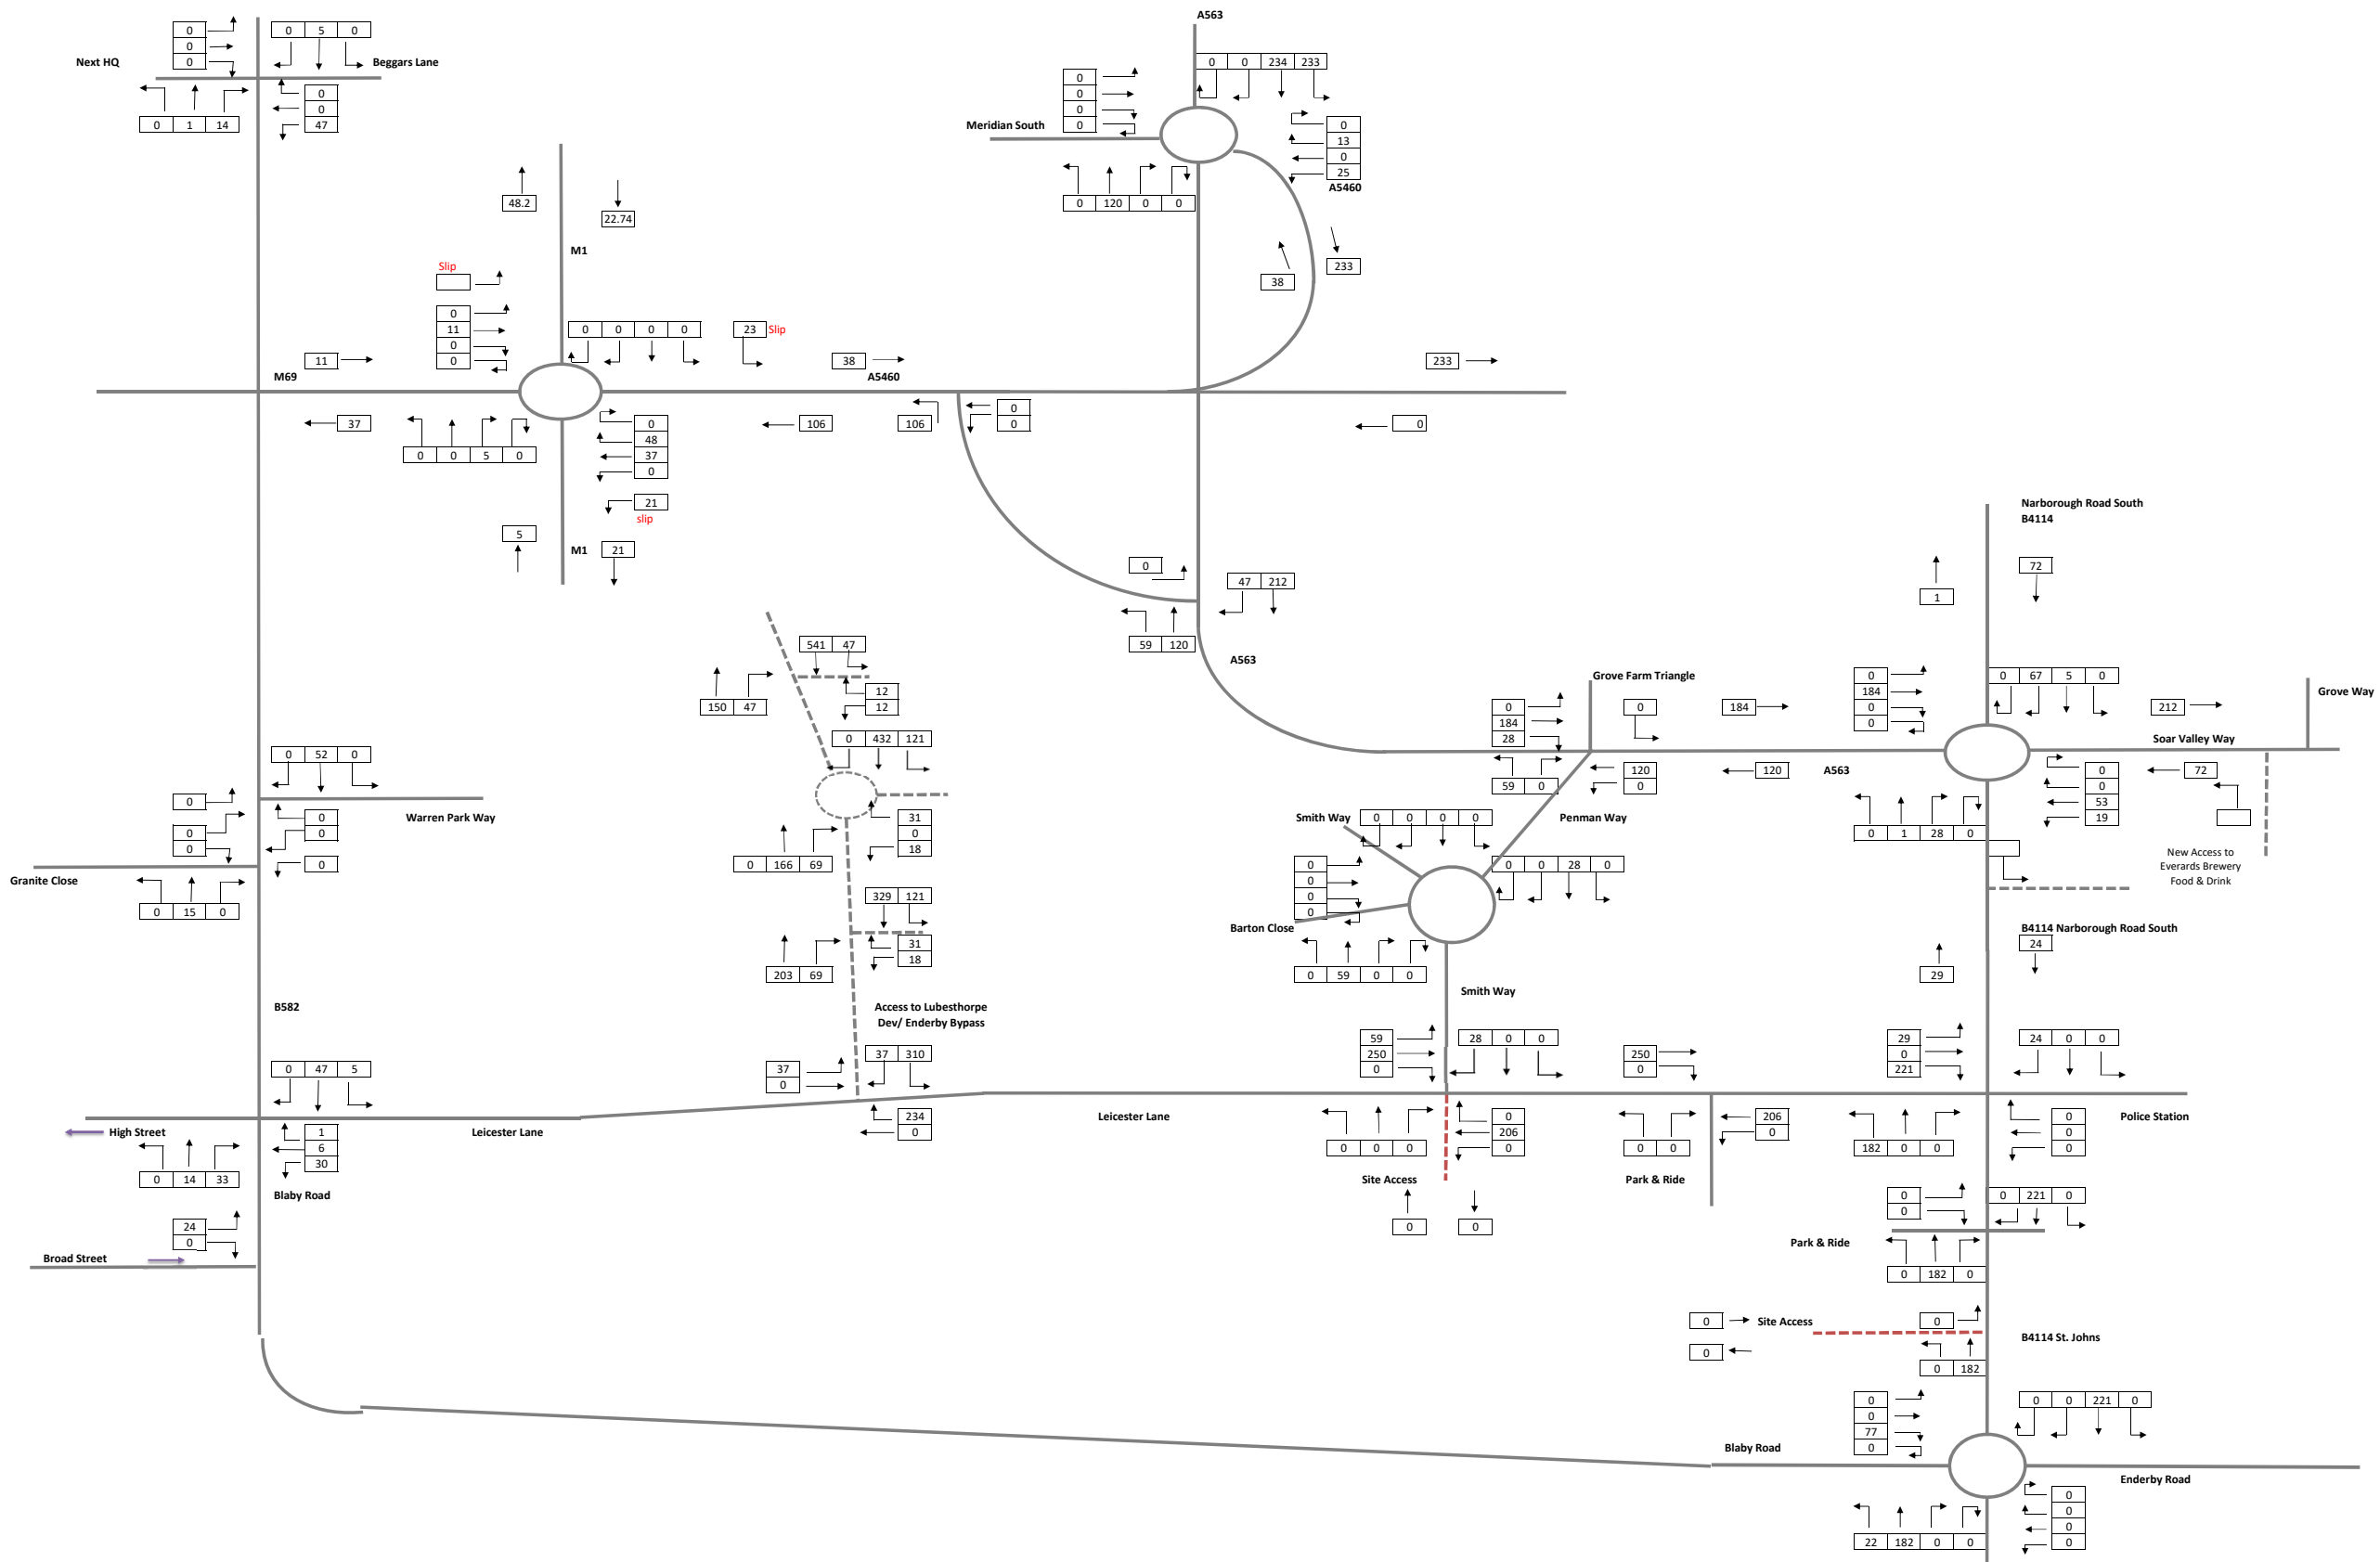 A563
0
0 5 0
0
Next HQ
Beggars Lane
0
0 0 234 233
0
0
0
0
0
0
0 1 14
47
Meridian South
0
0
13
0
25
A5460
48.2
0 120 0 0
22.74
M1
Slip
233
38
0
11
0
0
0 0 0 0
23 Slip
11
38
233
M69
A5460
0
0
37
0
106
106
0
48
37
0
0 0 5 0
21
slip
Narborough Road South
B4114
5
M1
21
0
72
47 212
1
541 47
59 120
A563
Grove Farm Triangle
0
184
0
0
0 67 5 0
Grove Way
12
12
150 47
0
184
28
0
184
212
0 432 121
Soar Valley Way
0 52 0
59 0
120
0
120
A563
0
0
53
19
72
0
0
0
Warren Park Way
0
0
31
0
18
Smith Way
0 0 0 0
Penman Way
0 1 28 0
0
0
0 166 69
0
0
0
0
0 0 28 0
New Access to
Everards Brewery
Food & Drink
Granite Close
329 121
0 15 0
Barton Close
B4114 Narborough Road South
31
18
24
203 69
0 59 0 0
29
Smith Way
B582
Access to Lubesthorpe
Dev/ Enderby Bypass
59
250
0
28 0 0
250
0
29
0
221
24 0 0
0 47 5
37
0
37 310
High Street
Leicester Lane
234
0
Leicester Lane
0
206
0
206
0
0
0
0
Police Station
1
6
30
0 0 0
0 0
182 0 0
0 14 33
Blaby Road
Site Access
Park & Ride
0
0
0 221 0
24
0
0
0
Broad Street
Park & Ride
0 182 0
0
Site Access
0
B4114 St. Johns
0
0 182
0
0
77
0
0 0 221 0
Blaby Road
Enderby Road
0
0
0
0
22 182 0 0